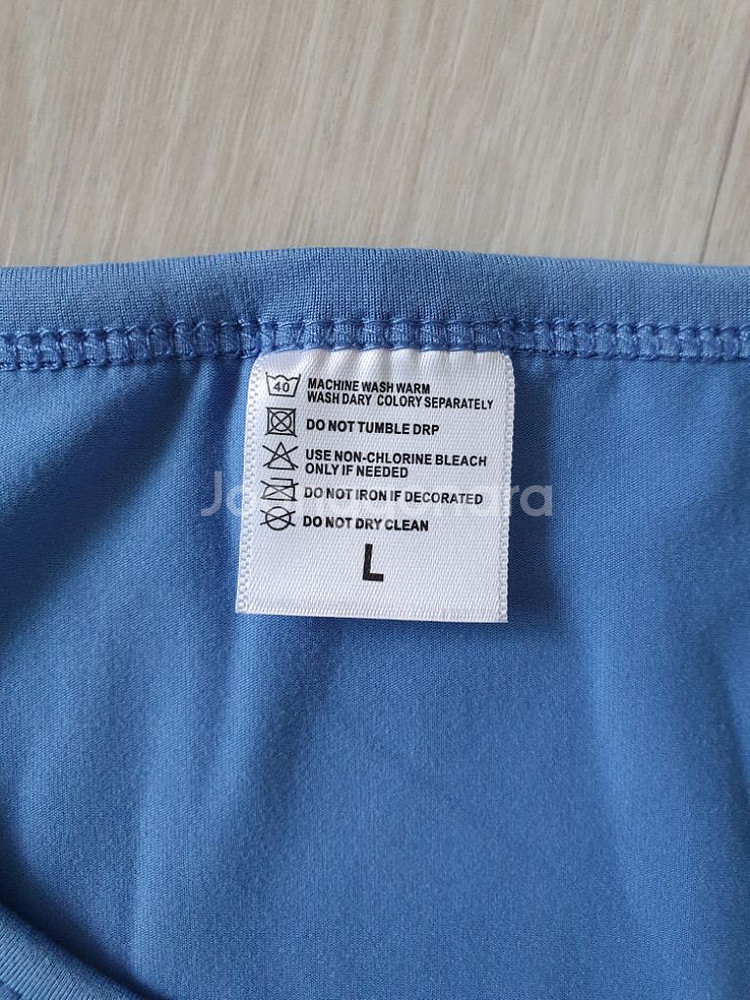 40 MACHINE WASH WARM
WASH DARY COLORY SEPARATELY
DO NOT TUMBLE DRP
USE NON-CHLORINE BLEACH
ONLY IF NEEDED
DO NOT IRON IF DECORATED
DO NOT DRY CLEAN
L